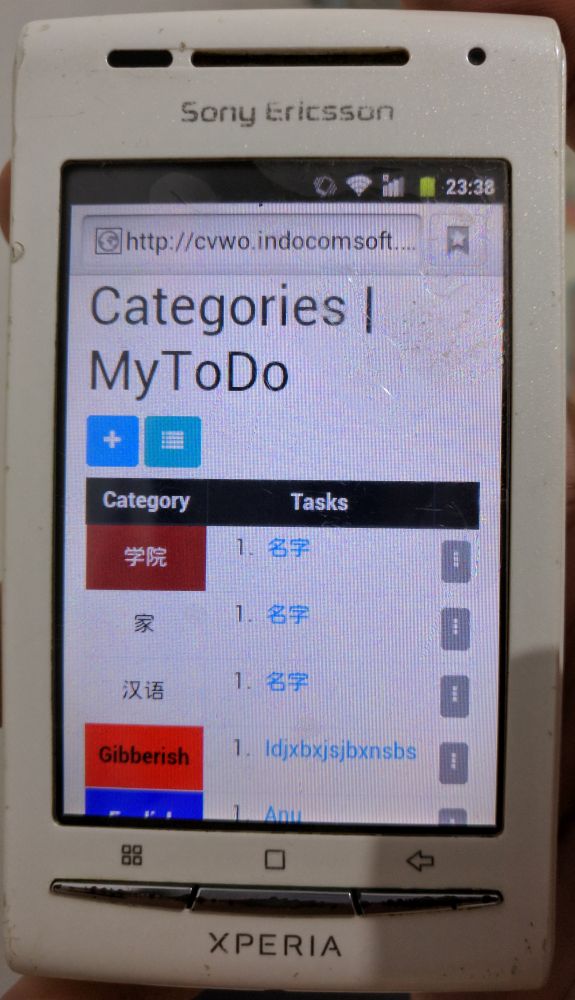 Sony Ericsson
23:38
http://cvwo.indocomsoft....
Categories |
MyToDo
Category Tasks
学院 1. 名字
家 1. 名字
汉语 1. 名字
Gibberish 1. Idjxbxjsjbxnsbs
1. Anu
XPERIA